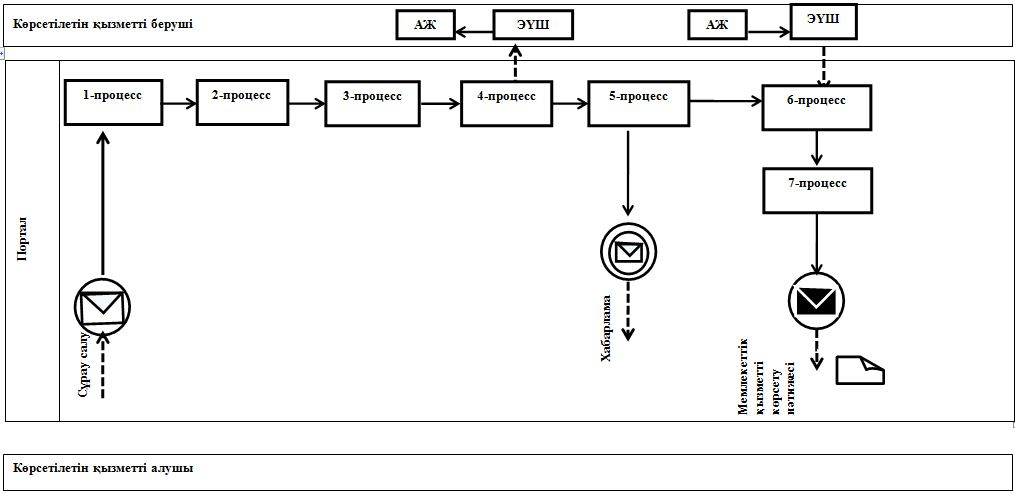 Көрсетілетін қызметті беруші
АЖ
ЭҮШ
АЖ
ЭҮШ
1-процесс
2-процесс
3-процесс
4-процесс
5-процесс
6-процесс
7-процесс
Портал
Сұрау салу
Хабарлама
Мемлекеттік
қызметті
көрсету
нәтижесі
Көрсетілетін қызметті алушы